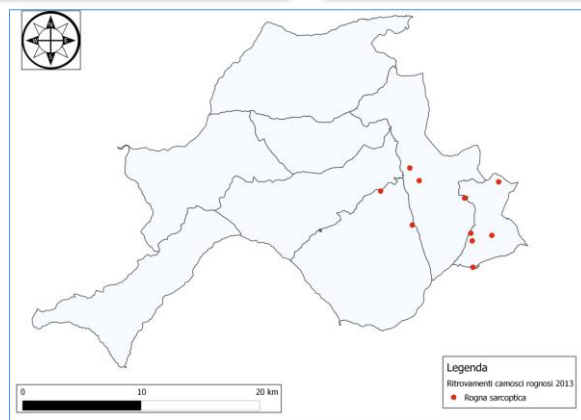 N
W E
S
Legenda
Ritrovamenti camosci rognosi 2013
Rogna sarcoptica
0 10 20 km